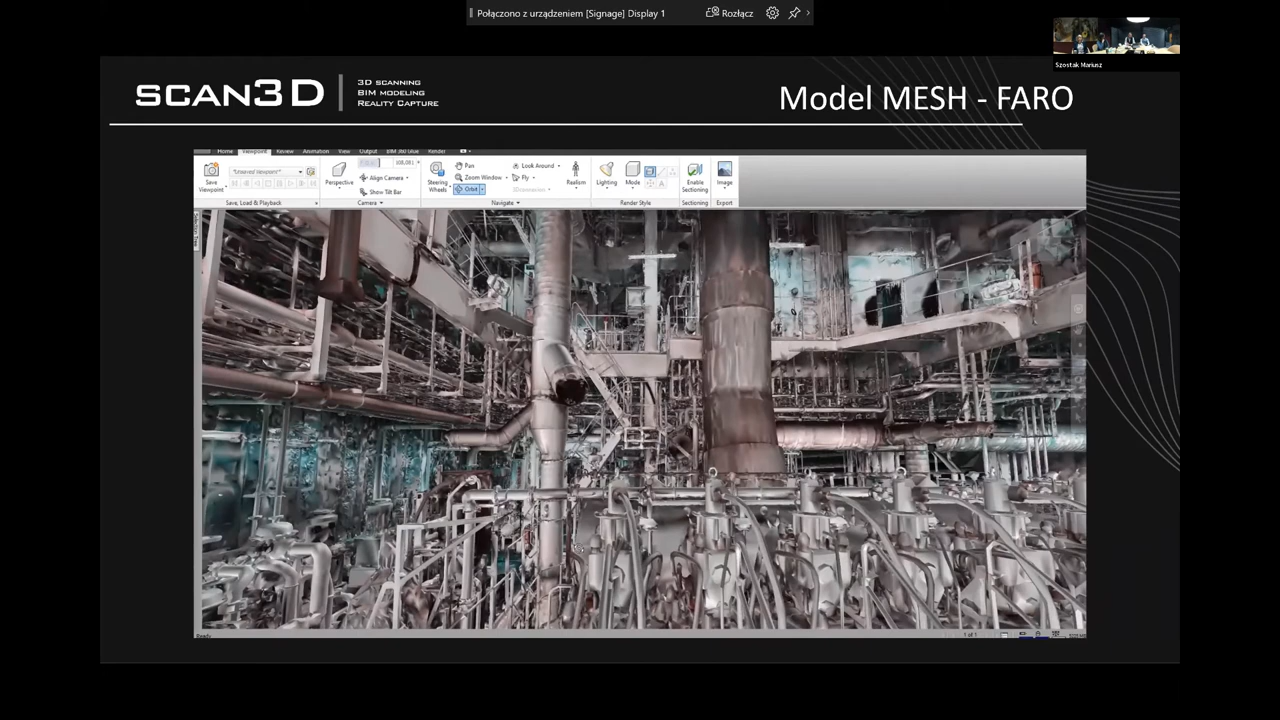 Połączono z urządzeniem [Signage] Display 1
Rozłącz
Szostak Mariusz
SCAN3D
3D scanning
BIM modeling
Reality Capture
Model MESH - FARO
Home Viewpoint Review Animation View Output BIM 360 Glue Render
Save Viewpoint
Perspective
Align Camera
Show Tilt Bar
Steering Wheels
Pan
Zoom Window
Orbit
Look Around
Fly
Realism
Lighting
Mode
Enable Sectioning
Image
Save, Load & Playback
Camera
Navigate
Render Style
Sectioning
Export
Ready
1 of 1